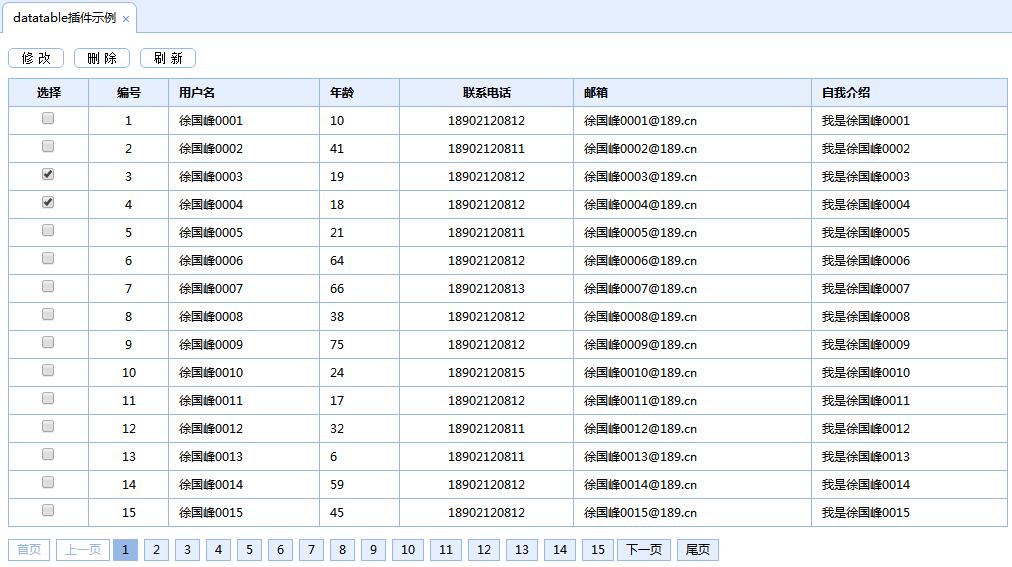 datatable插件示例 ×
修 改 删 除 刷 新
选择 编号 用户名 年龄 联系电话 邮箱 自我介绍
1 徐国峰0001 10 18902120812 徐国峰0001@189.cn 我是徐国峰0001
2 徐国峰0002 41 18902120811 徐国峰0002@189.cn 我是徐国峰0002
3 徐国峰0003 19 18902120812 徐国峰0003@189.cn 我是徐国峰0003
4 徐国峰0004 18 18902120812 徐国峰0004@189.cn 我是徐国峰0004
5 徐国峰0005 21 18902120811 徐国峰0005@189.cn 我是徐国峰0005
6 徐国峰0006 64 18902120812 徐国峰0006@189.cn 我是徐国峰0006
7 徐国峰0007 66 18902120813 徐国峰0007@189.cn 我是徐国峰0007
8 徐国峰0008 38 18902120812 徐国峰0008@189.cn 我是徐国峰0008
9 徐国峰0009 75 18902120812 徐国峰0009@189.cn 我是徐国峰0009
10 徐国峰0010 24 18902120815 徐国峰0010@189.cn 我是徐国峰0010
11 徐国峰0011 17 18902120812 徐国峰0011@189.cn 我是徐国峰0011
12 徐国峰0012 32 18902120811 徐国峰0012@189.cn 我是徐国峰0012
13 徐国峰0013 6 18902120811 徐国峰0013@189.cn 我是徐国峰0013
14 徐国峰0014 59 18902120812 徐国峰0014@189.cn 我是徐国峰0014
15 徐国峰0015 45 18902120812 徐国峰0015@189.cn 我是徐国峰0015
首页 上一页 1 2 3 4 5 6 7 8 9 10 11 12 13 14 15 下一页 尾页